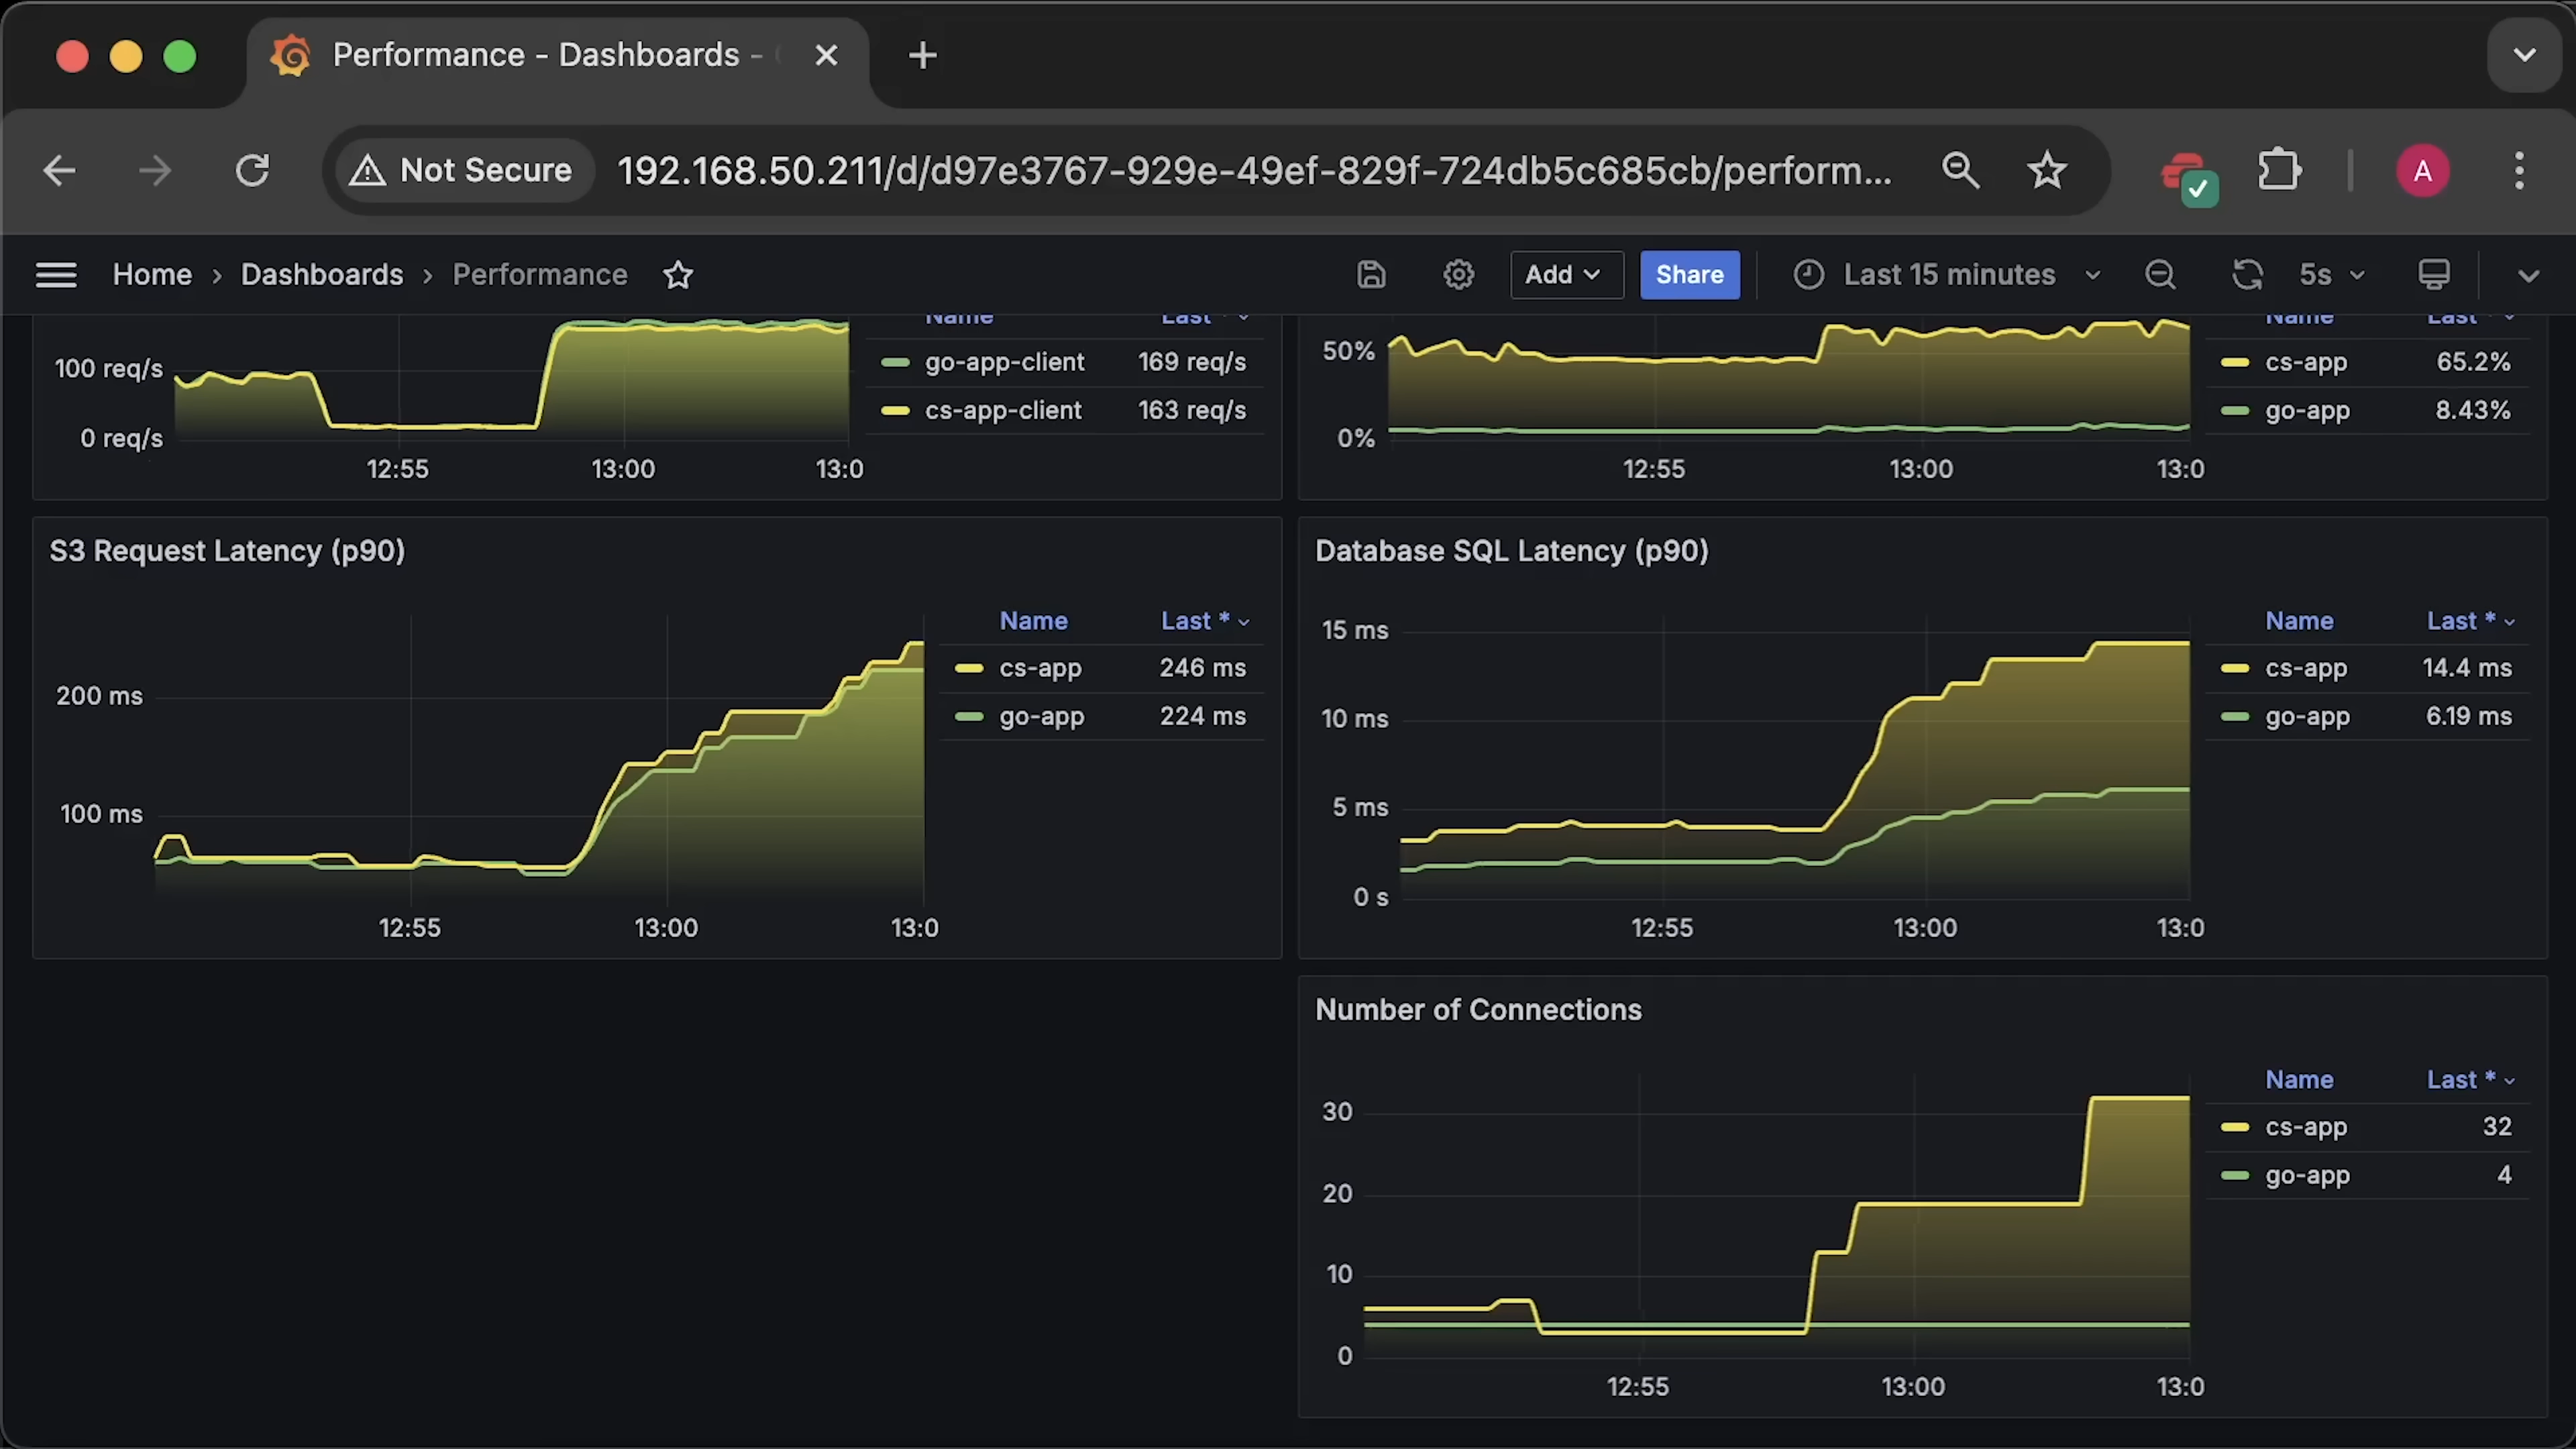 Performance - Dashboards -
Not Secure
192.168.50.211/d/d97e3767-929e-49ef-829f-724db5c685cb/perform...
A
Home › Dashboards › Performance
Add
Share
Last 15 minutes
5s
Name Last *
100 req/s
0 req/s
go-app-client 169 req/s
cs-app-client 163 req/s
12:55 13:00 13:0
Name Last *
50%
0%
cs-app 65.2%
go-app 8.43%
12:55 13:00 13:0
S3 Request Latency (p90)
Name Last *
200 ms
100 ms
cs-app 246 ms
go-app 224 ms
12:55 13:00 13:0
Database SQL Latency (p90)
Name Last *
15 ms
10 ms
5 ms
0 s
cs-app 14.4 ms
go-app 6.19 ms
12:55 13:00 13:0
Number of Connections
Name Last *
30
20
10
0
cs-app 32
go-app 4
12:55 13:00 13:0